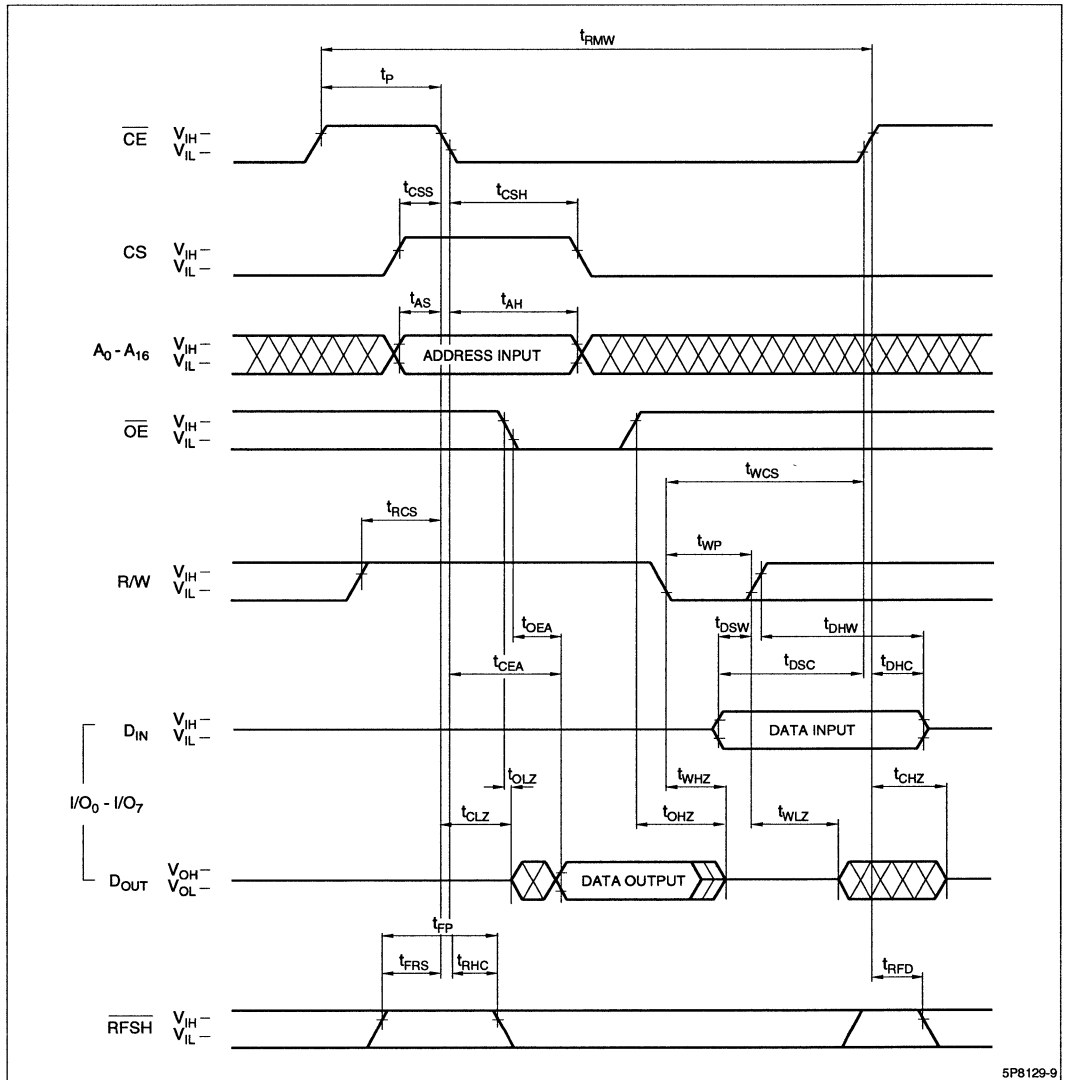 tRMW
tP
CE VIH –
VIL –
tCSS tCSH
CS VIH –
VIL –
tAS tAH
A0 - A16 VIH –
VIL –
ADDRESS INPUT
OE VIH –
VIL –
tWCS
tRCS
tWP
R/W VIH –
VIL –
tOEA tDSW tDHW
tCEA tDSC tDHC
DIN VIH –
VIL –
DATA INPUT
I/O0 - I/O7
tOLZ tWHZ tCHZ
tCLZ tOHZ tWLZ
DOUT VOH –
VOL –
DATA OUTPUT
tFP
tFRS tRHC tRFD
RFSH VIH –
VIL –
5P8129-9